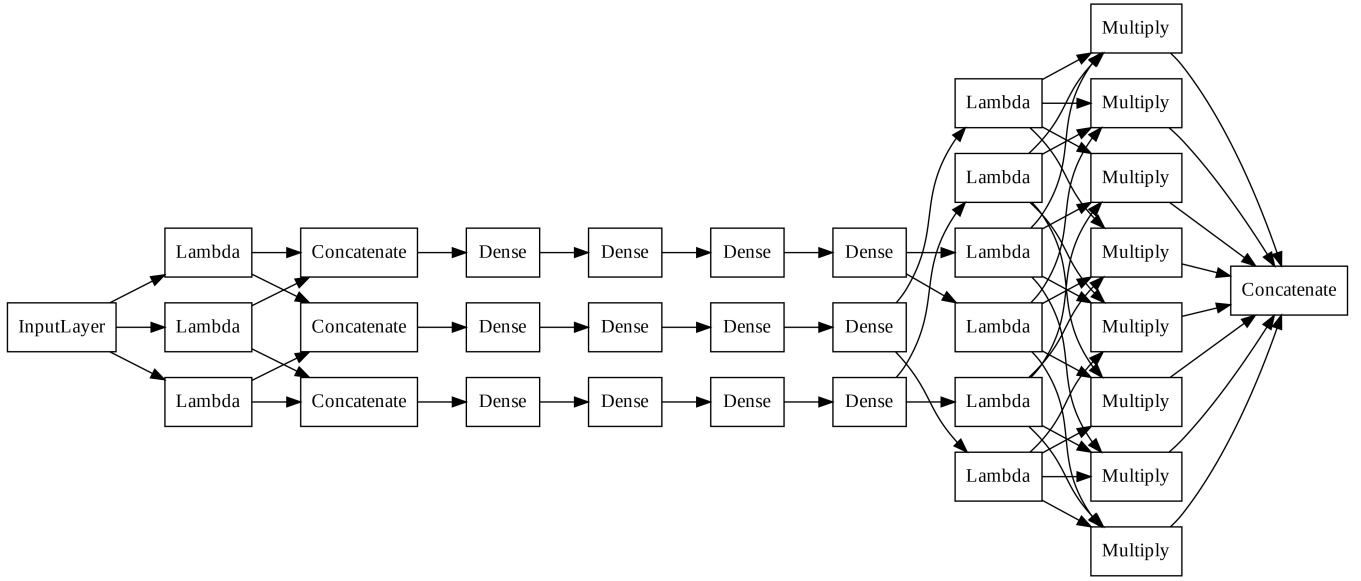 Multiply
Lambda Multiply
Lambda Multiply
Lambda Concatenate Dense Dense Dense Dense Lambda Multiply
Concatenate
InputLayer Lambda Concatenate Dense Dense Dense Dense Lambda Multiply
Lambda Concatenate Dense Dense Dense Dense Lambda Multiply
Lambda Multiply
Multiply